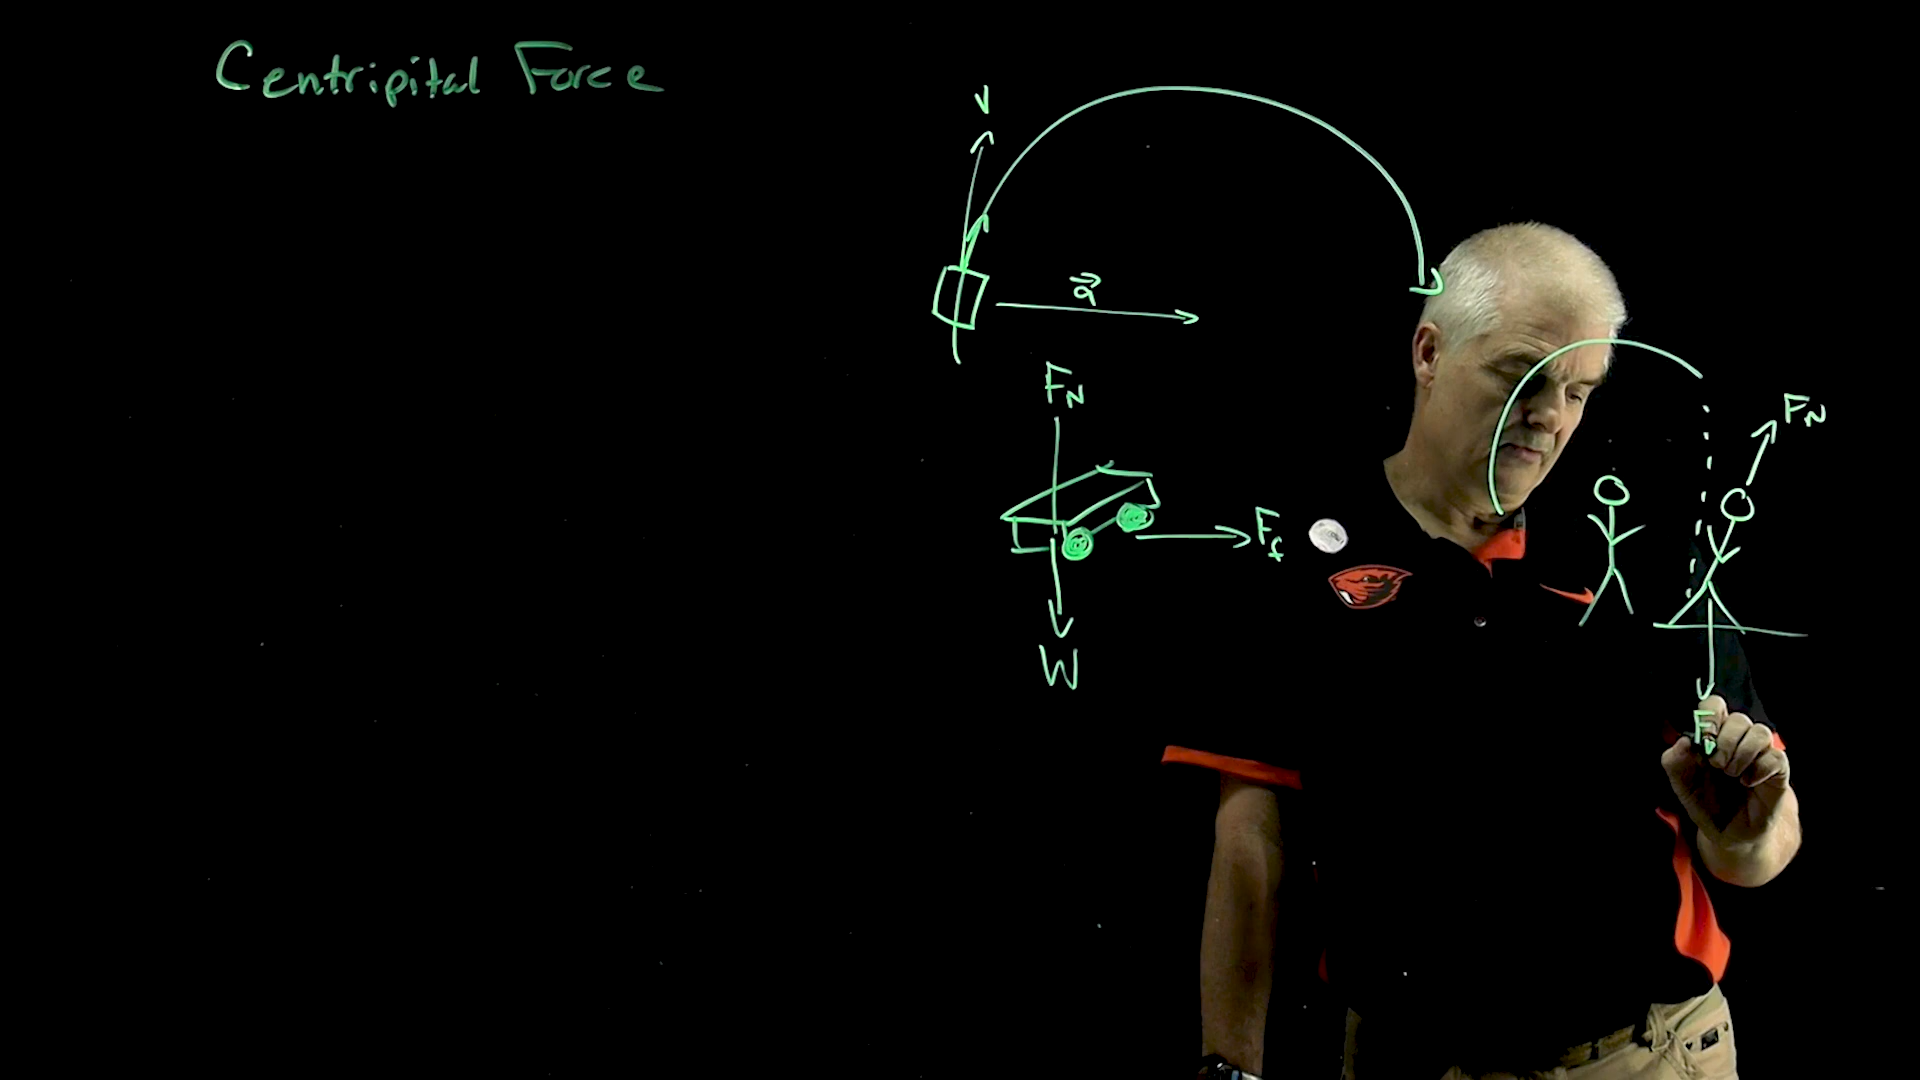 Centripital Force
V
a
F_N
F_N
F_f
W